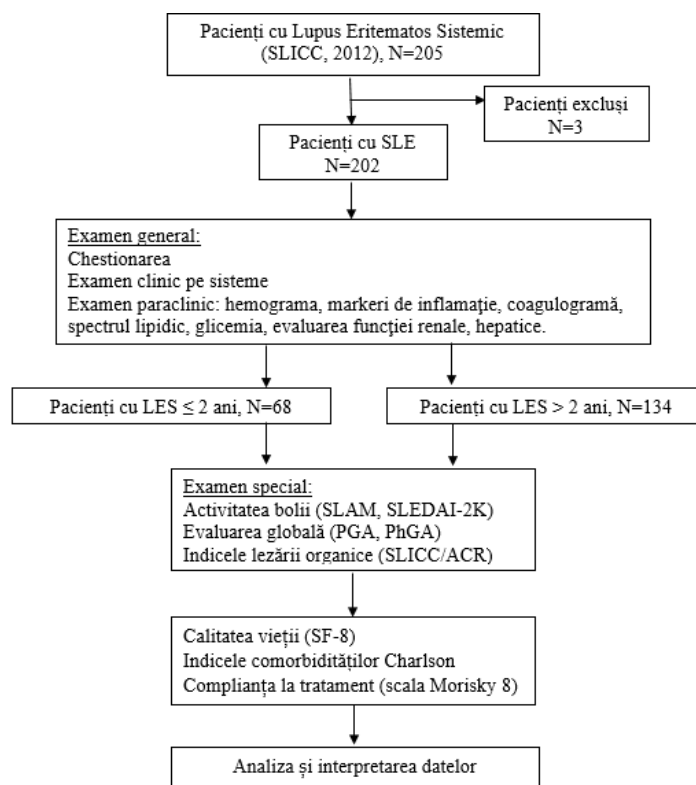 Pacienți cu Lupus Eritematos Sistemic
(SLICC, 2012), N=205
Pacienți excluși
N=3
Pacienți cu SLE
N=202
Examen general:
Chestionarea
Examen clinic pe sisteme
Examen paraclinic: hemograma, markeri de inflamaţie, coagulogramă,
spectrul lipidic, glicemia, evaluarea funcţiei renale, hepatice.
Pacienți cu LES ≤ 2 ani, N=68
Pacienți cu LES > 2 ani, N=134
Examen special:
Activitatea bolii (SLAM, SLEDAI-2K)
Evaluarea globală (PGA, PhGA)
Indicele lezării organice (SLICC/ACR)
Calitatea vieții (SF-8)
Indicele comorbidităților Charlson
Complianța la tratament (scala Morisky 8)
Analiza și interpretarea datelor